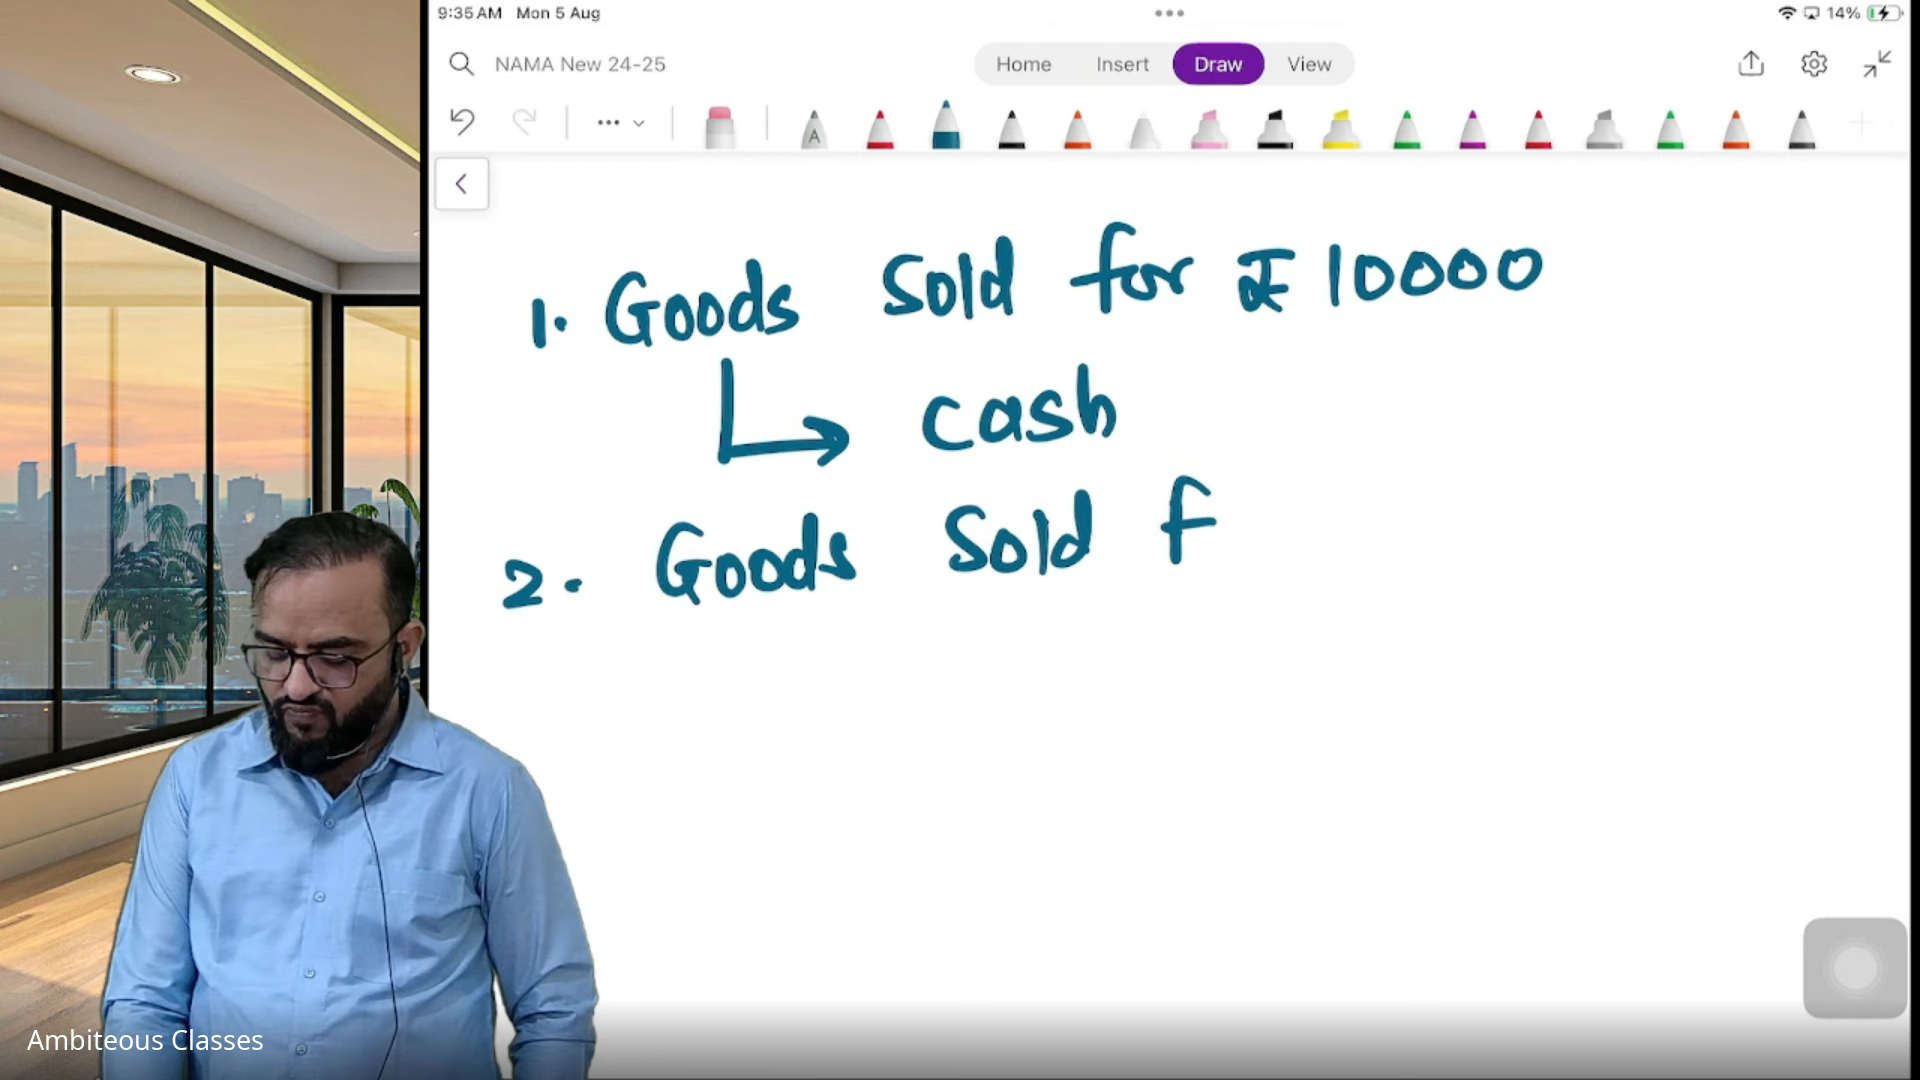 9:35 AM Mon 5 Aug
14%
NAMA New 24-25
Home Insert Draw View
A
1. Goods Sold for ₹ 10000
cash
2. Goods Sold f
Ambiteous Classes